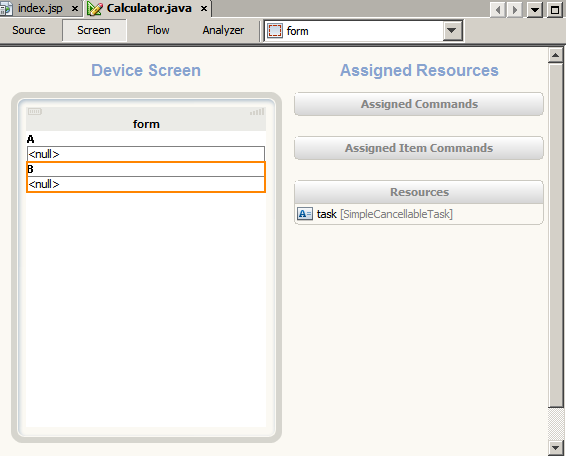 index.jsp x Calculator.java x
Source Screen Flow Analyzer form
Device Screen
form
A
<null>
B
<null>
Assigned Resources
Assigned Commands
Assigned Item Commands
Resources
task [SimpleCancellableTask]